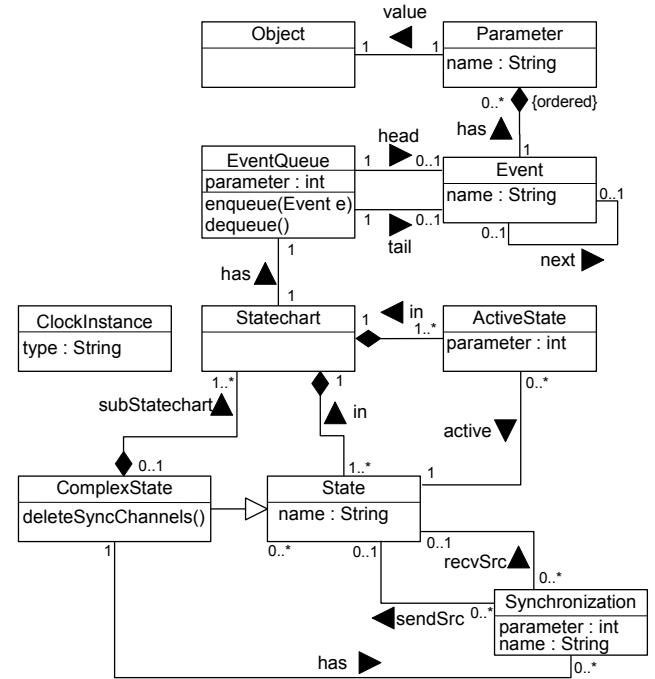 value
Object
Parameter
1
1
name : String
0..*
{ordered}
has
head
1
EventQueue
1
0..1
Event
parameter : int
name : String
0..1
enqueue(Event e)
dequeue()
1
0..1
0..1
tail
next
1
has
1
in
ClockInstance
Statechart
1
ActiveState
type : String
1..*
parameter : int
1..*
1
0..*
subStatechart
in
active
0..1
1..*
1
ComplexState
State
deleteSyncChannels()
name : String
1
0..*
0..1
0..1
recvSrc
0..*
Synchronization
sendSrc
0..*
parameter : int
name : String
has
0..*